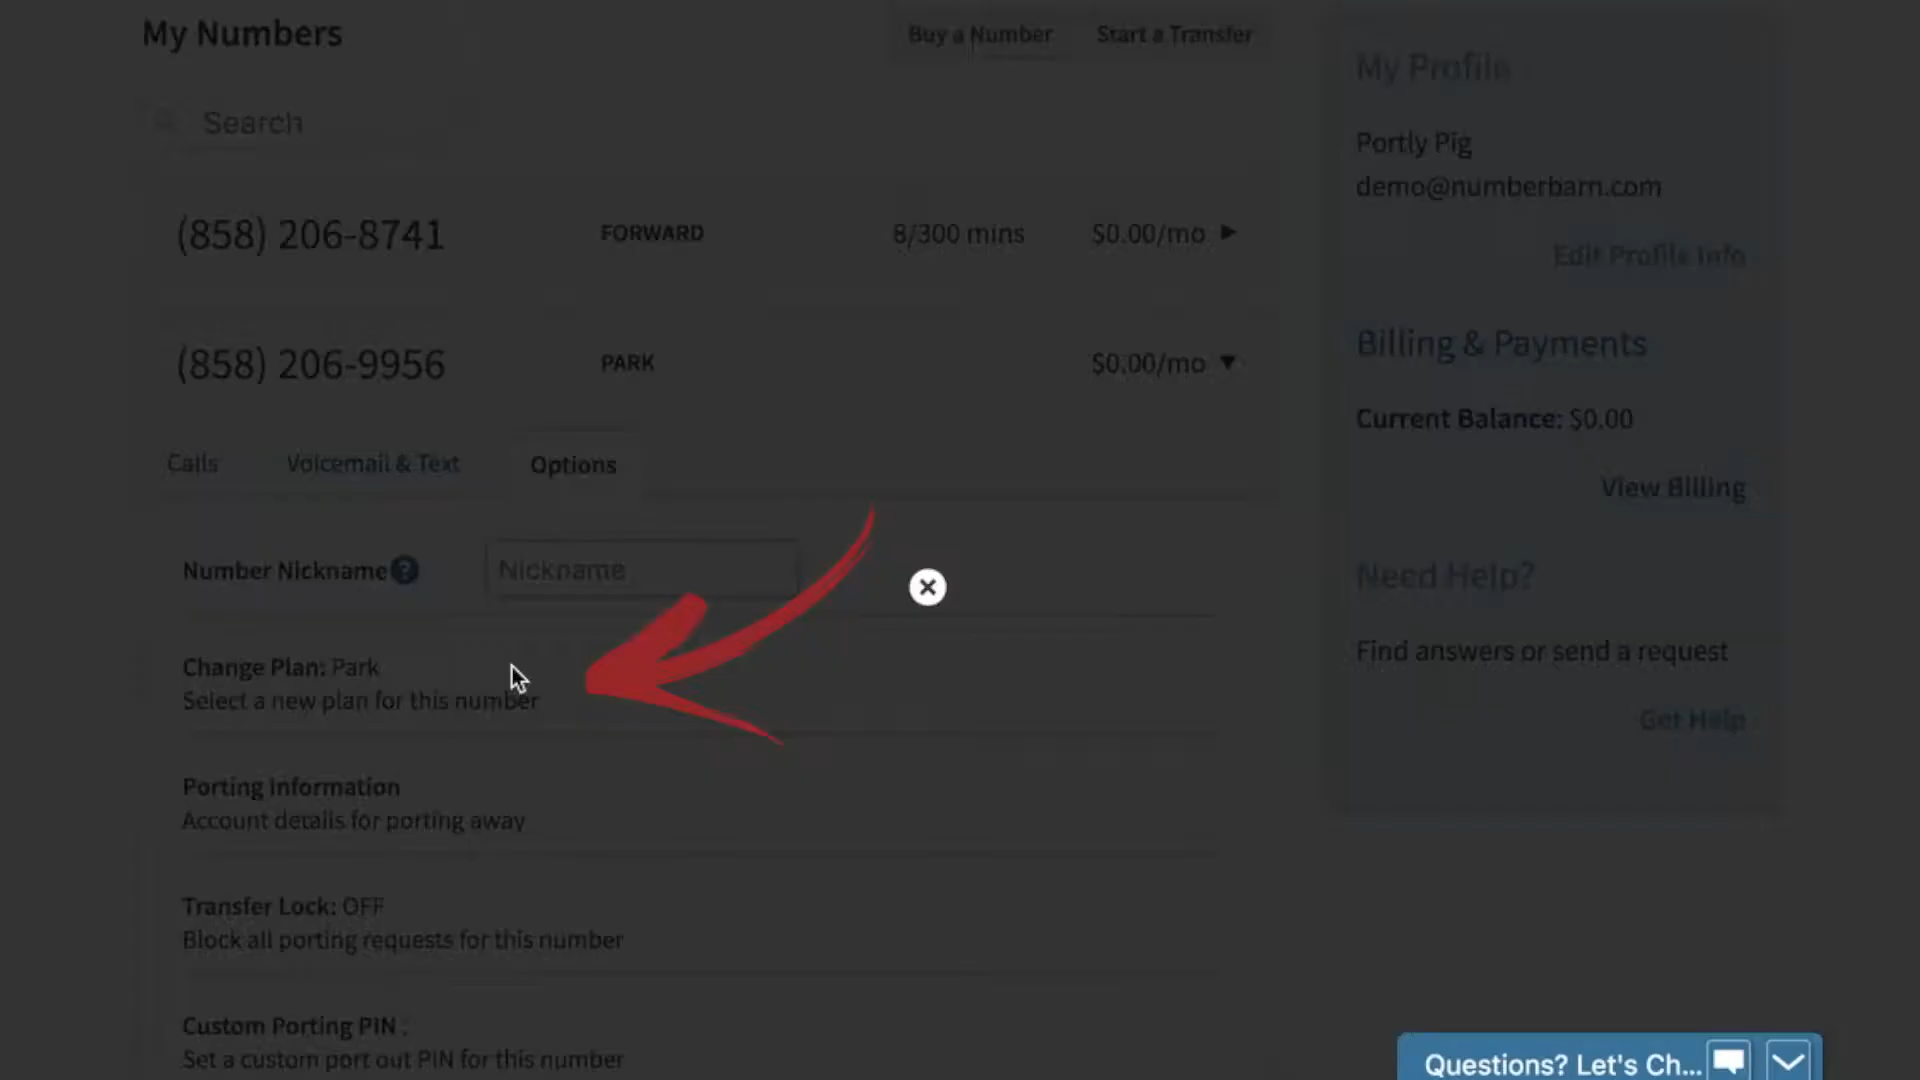 My Numbers
Buy a Number
Start a Transfer
Search
(858) 206-8741 FORWARD 8/300 mins $0.00/mo
(858) 206-9956 PARK $0.00/mo
Calls Voicemail & Text Options
Number Nickname ? Nickname
Change Plan: Park
Select a new plan for this number
Porting Information
Account details for porting away
Transfer Lock: OFF
Block all porting requests for this number
Custom Porting PIN :
Set a custom port out PIN for this number
My Profile
Portly Pig
demo@numberbarn.com
Edit Profile Info
Billing & Payments
Current Balance: $0.00
View Billing
Need Help?
Find answers or send a request
Get Help
Questions? Let's Ch...